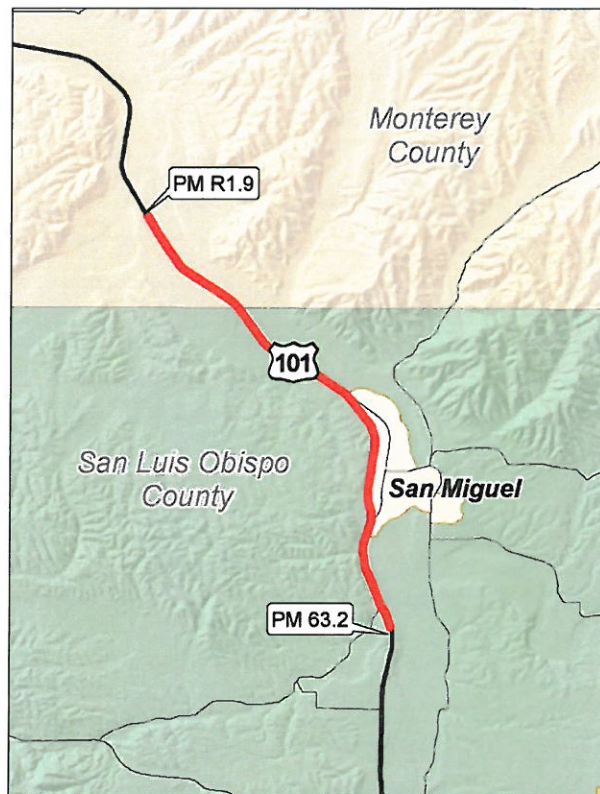 Monterey
County
PM R1.9
101
San Luis Obispo
County
San Miguel
PM 63.2